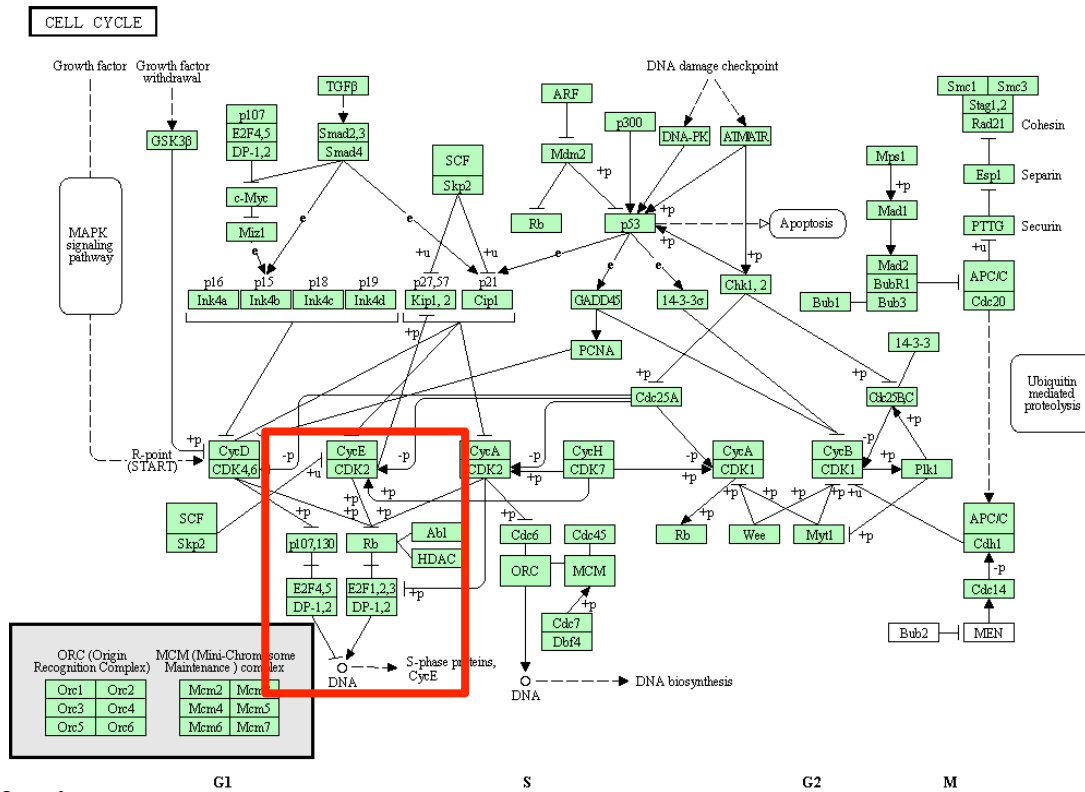 CELL CYCLE
Growth factor
Growth factor
withdrawal
DNA damage checkpoint
TGFβ
ARF
Smc1
Smc3
Stag1,2
Rad21
Cohesin
p107
E2F4,5
DP-1,2
GSK3β
Smad2,3
Smad4
p300
DNA-PK
ATM/ATR
SCF
Skp2
Mdm2
Mps1
Esp1
Separin
+p
c-Myc
Rb
p53
+p
Apoptosis
Mad1
PTTG
Securin
MAPK
signaling
pathway
Miz1
e
e
e
+u
+p
e
e
e
+p
+u
p16
p15
p18
p19
p27,57
p21
Ink4a
Ink4b
Ink4c
Ink4d
Kip1, 2
Cip1
GADD45
14-3-3σ
Chk1, 2
Mad2
BubR1
Bub3
Bub1
APC/C
Cdc20
+p
PCNA
14-3-3
+p
+p
Cdc25A
Cdc25B,C
Ubiquitin
mediated
proteolysis
R-point
(START)
+p
CycD
CDK4,6
-p
CycE
CDK2
-p
CycA
CDK2
-p
+p
CycH
CDK7
-p
+p
CycA
CDK1
CycB
CDK1
-p
+p
+p
Plk1
+u
SCF
Skp2
+p
+p
+p
+p
+p
+p
+p
+p
+u
p107,130
Rb
Abl
HDAC
Cdc6
Cdc45
Rb
Wee
Myt1
+p
APC/C
Cdh1
ORC
MCM
E2F4,5
DP-1,2
E2F1,2,3
DP-1,2
+p
+p
Cdc7
Dbf4
-p
Cdc14
Bub2
MEN
ORC (Origin
Recognition Complex)
MCM (Mini-Chromosome
Maintenance ) complex
Orc1
Orc2
Orc3
Orc4
Orc5
Orc6
Mcm2
Mcm4
Mcm5
Mcm6
Mcm7
DNA
S-phase proteins,
CycE
DNA
DNA biosynthesis
G1
S
G2
M